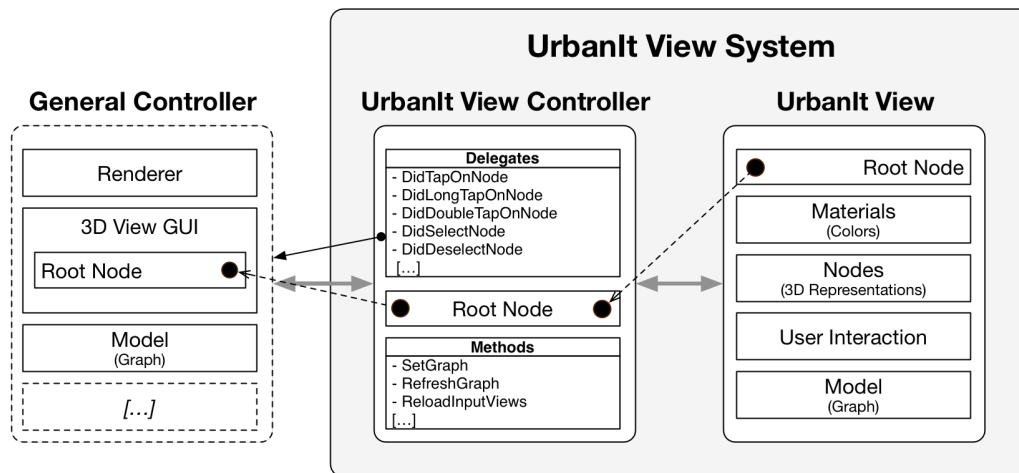 UrbanIt View System
General Controller
Renderer
3D View GUI
Root Node
Model
(Graph)
[...]
UrbanIt View Controller
Delegates
- DidTapOnNode
- DidLongTapOnNode
- DidDoubleTapOnNode
- DidSelectNode
- DidDeselectNode
[...]
Root Node
Methods
- SetGraph
- RefreshGraph
- ReloadInputViews
[...]
UrbanIt View
Root Node
Materials
(Colors)
Nodes
(3D Representations)
User Interaction
Model
(Graph)